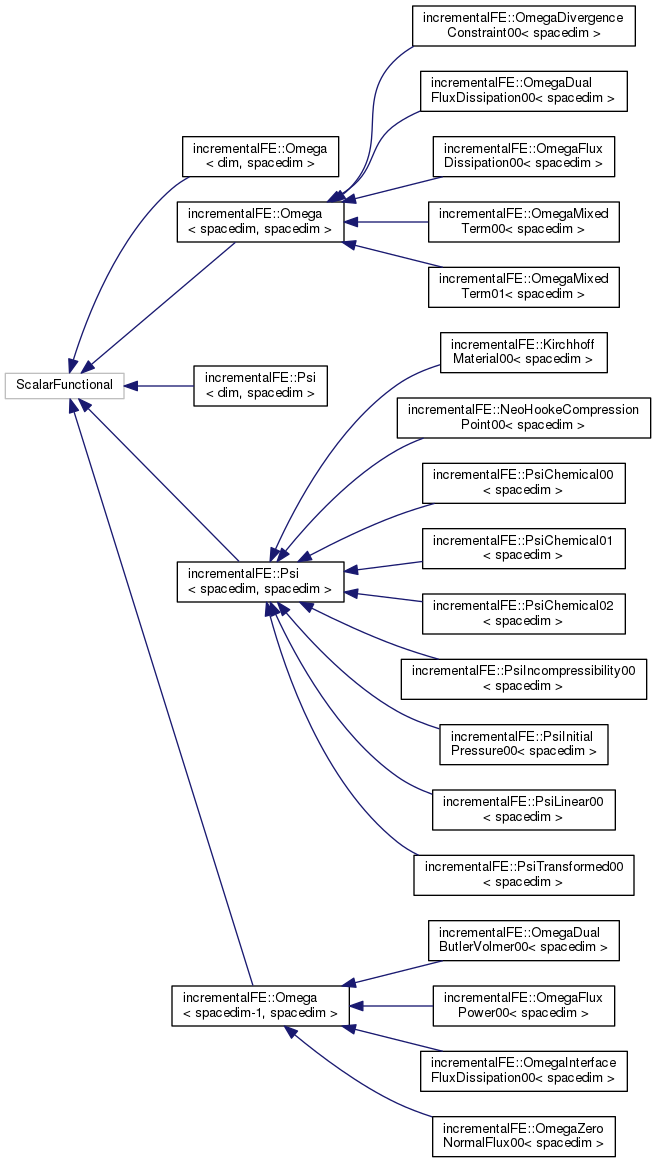 incrementalFE::OmegaDivergence
Constraint00< spacedim >
incrementalFE::OmegaDual
FluxDissipation00< spacedim >
incrementalFE::Omega
< dim, spacedim >
incrementalFE::OmegaFlux
Dissipation00< spacedim >
incrementalFE::Omega
< spacedim, spacedim >
incrementalFE::OmegaMixed
Term00< spacedim >
incrementalFE::OmegaMixed
Term01< spacedim >
incrementalFE::Kirchhoff
Material00< spacedim >
ScalarFunctional
incrementalFE::Psi
< dim, spacedim >
incrementalFE::NeoHookeCompression
Point00< spacedim >
incrementalFE::PsiChemical00
< spacedim >
incrementalFE::PsiChemical01
< spacedim >
incrementalFE::Psi
< spacedim, spacedim >
incrementalFE::PsiChemical02
< spacedim >
incrementalFE::PsiIncompressibility00
< spacedim >
incrementalFE::PsiInitial
Pressure00< spacedim >
incrementalFE::PsiLinear00
< spacedim >
incrementalFE::PsiTransformed00
< spacedim >
incrementalFE::OmegaDual
ButlerVolmer00< spacedim >
incrementalFE::Omega
< spacedim-1, spacedim >
incrementalFE::OmegaFlux
Power00< spacedim >
incrementalFE::OmegaInterface
FluxDissipation00< spacedim >
incrementalFE::OmegaZero
NormalFlux00< spacedim >